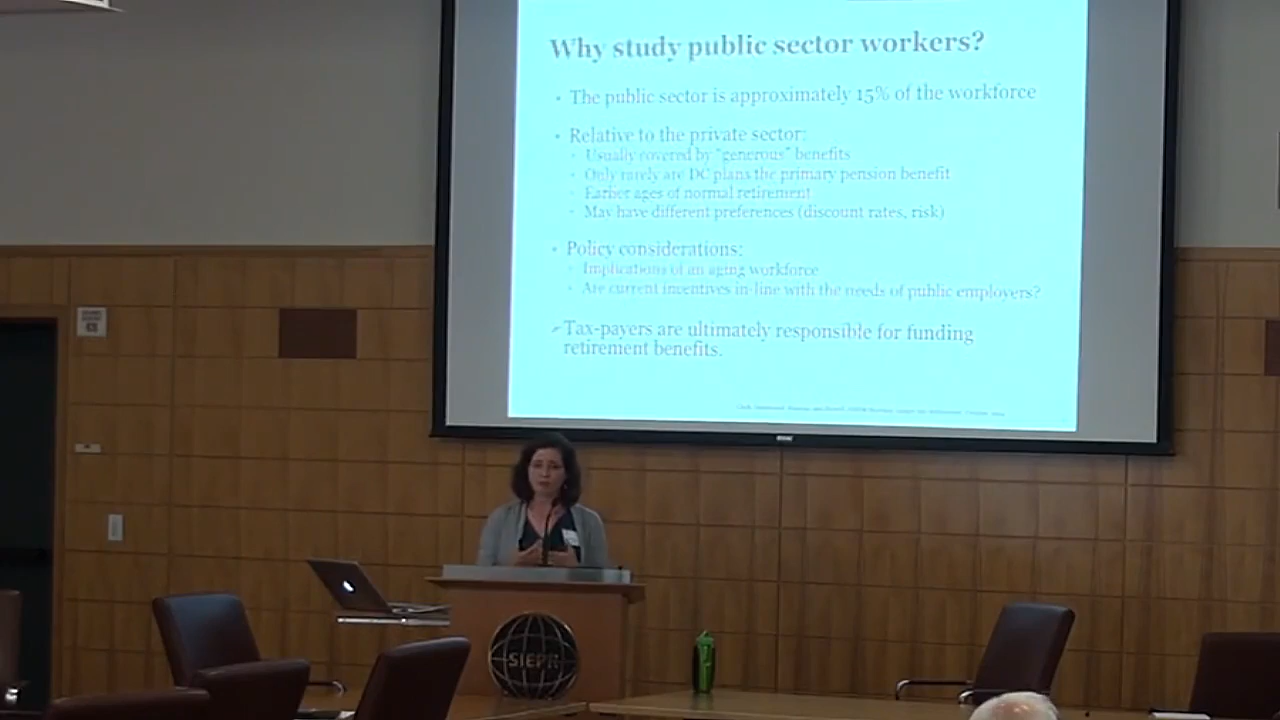 Why study public sector workers?
• The public sector is approximately 15% of the workforce
• Relative to the private sector:
• Usually covered by "generous" benefits
• Only rarely are DC plans the primary pension benefit
• Earlier ages of normal retirement
• May have different preferences (discount rates, risk)
• Policy considerations:
• Implications of an aging workforce
• Are current incentives in-line with the needs of public employers?
➢Tax-payers are ultimately responsible for funding
retirement benefits.
SIEPR